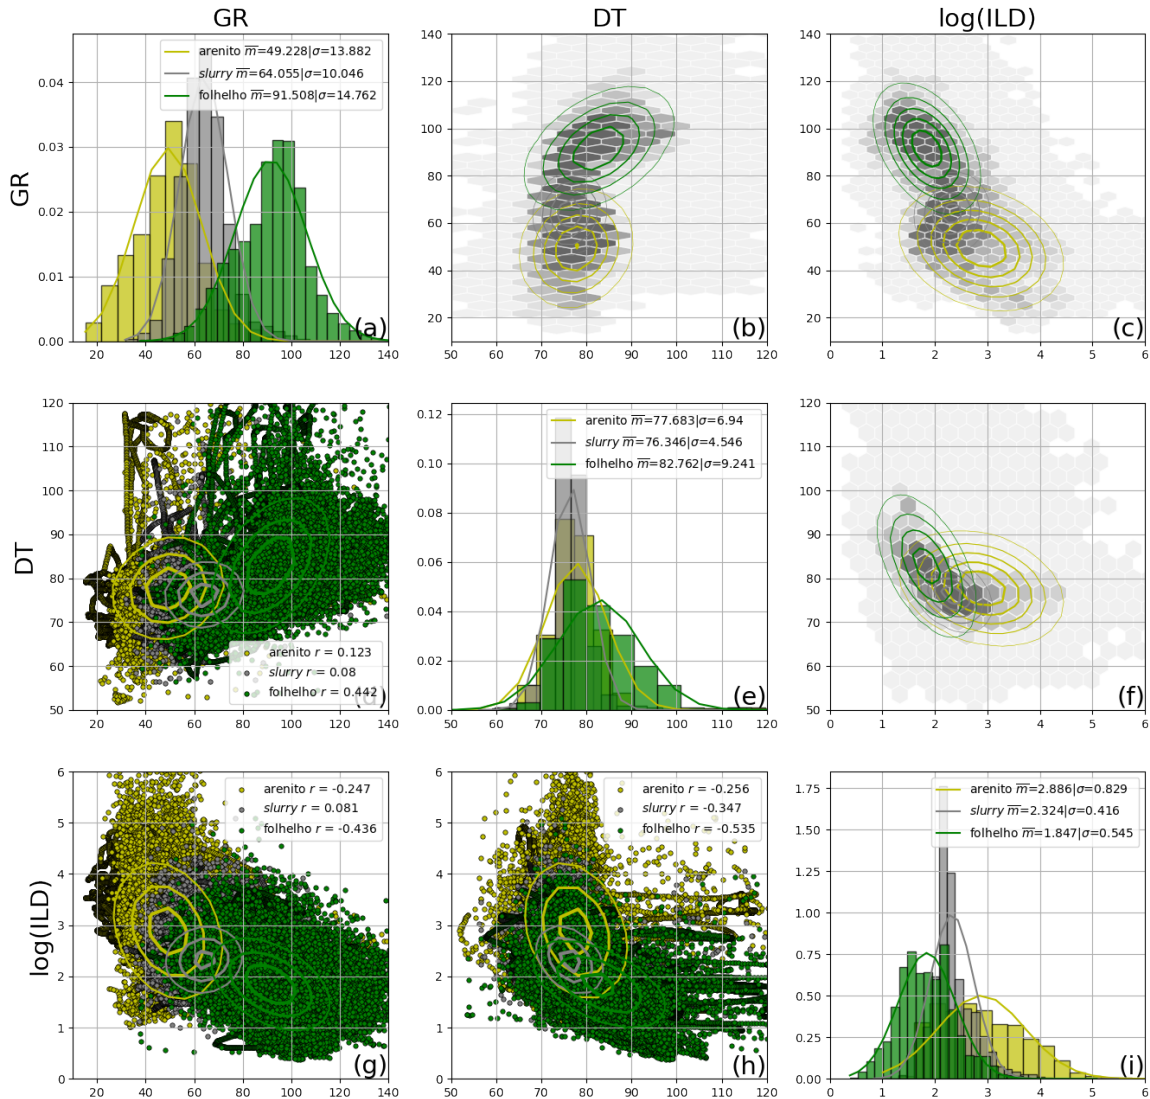 GR
DT
log(ILD)
GR
arenito m̅=49.228|σ=13.882
slurry m̅=64.055|σ=10.046
folhelho m̅=91.508|σ=14.762
0.04
0.03
0.02
0.01
0.00
20 40 60 80 100 120 140
(a)
140
120
100
80
60
40
20
50 60 70 80 90 100 110 120
(b)
140
120
100
80
60
40
20
0 1 2 3 4 5 6
(c)
DT
120
110
100
90
80
70
60
50
arenito r = 0.123
slurry r = 0.08
folhelho r = 0.442
(d)
20 40 60 80 100 120 140
arenito m̅=77.683|σ=6.94
slurry m̅=76.346|σ=4.546
folhelho m̅=82.762|σ=9.241
0.12
0.10
0.08
0.06
0.04
0.02
0.00
50 60 70 80 90 100 110 120
(e)
120
110
100
90
80
70
60
50
0 1 2 3 4 5 6
(f)
log(ILD)
6
5
4
3
2
1
0
arenito r = -0.247
slurry r = 0.081
folhelho r = -0.436
20 40 60 80 100 120 140
(g)
6
5
4
3
2
1
0
arenito r = -0.256
slurry r = -0.347
folhelho r = -0.535
50 60 70 80 90 100 110 120
(h)
arenito m̅=2.886|σ=0.829
slurry m̅=2.324|σ=0.416
folhelho m̅=1.847|σ=0.545
1.75
1.50
1.25
1.00
0.75
0.50
0.25
0.00
0 1 2 3 4 5 6
(i)